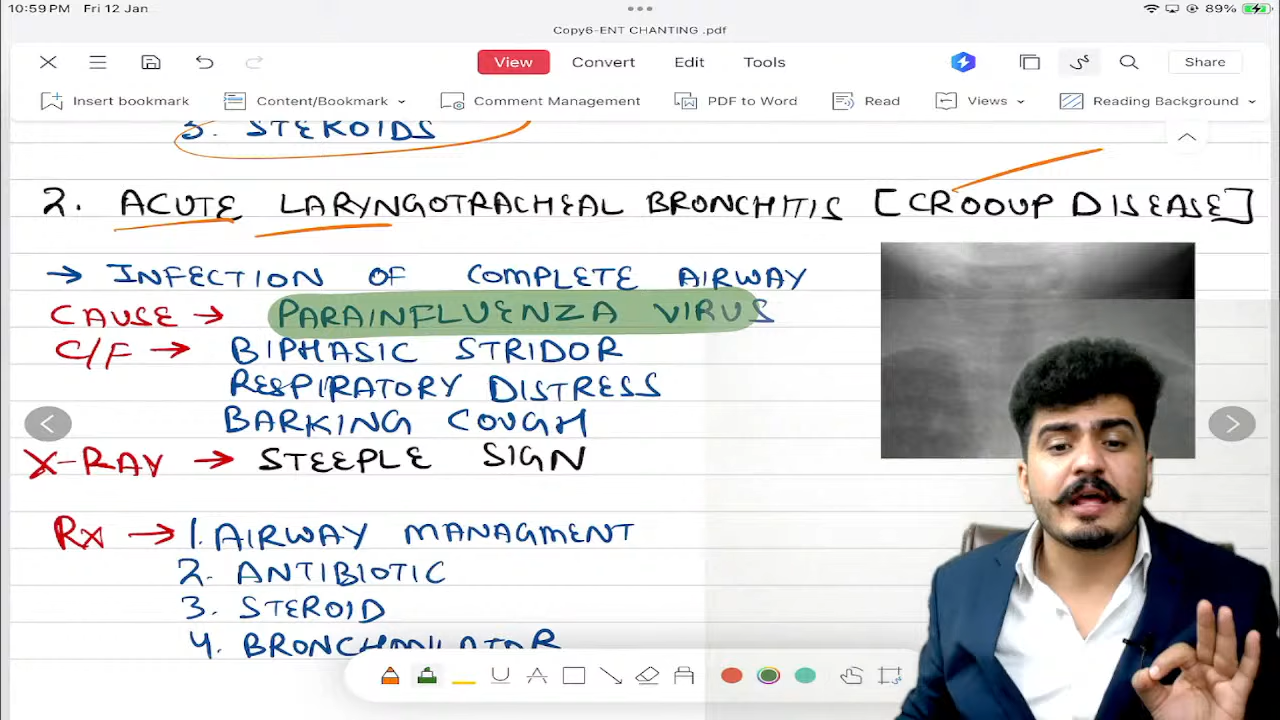 10:59 PM Fri 12 Jan
89%
Copy6-ENT CHANTING .pdf
View Convert Edit Tools
Share
Insert bookmark Content/Bookmark Comment Management PDF to Word Read Views Reading Background
3. STEROIDS
2. ACUTE LARYNGOTRACHEAL BRONCHITIS [CROOUP DISEASE]
→ INFECTION OF COMPLETE AIRWAY
CAUSE → PARAINFLUENZA VIRUS
C/F → BIPHASIC STRIDOR
RESPIRATORY DISTRESS
BARKING COUGH
X-RAY → STEEPLE SIGN
Rx → 1. AIRWAY MANAGMENT
2. ANTIBIOTIC
3. STEROID
4.